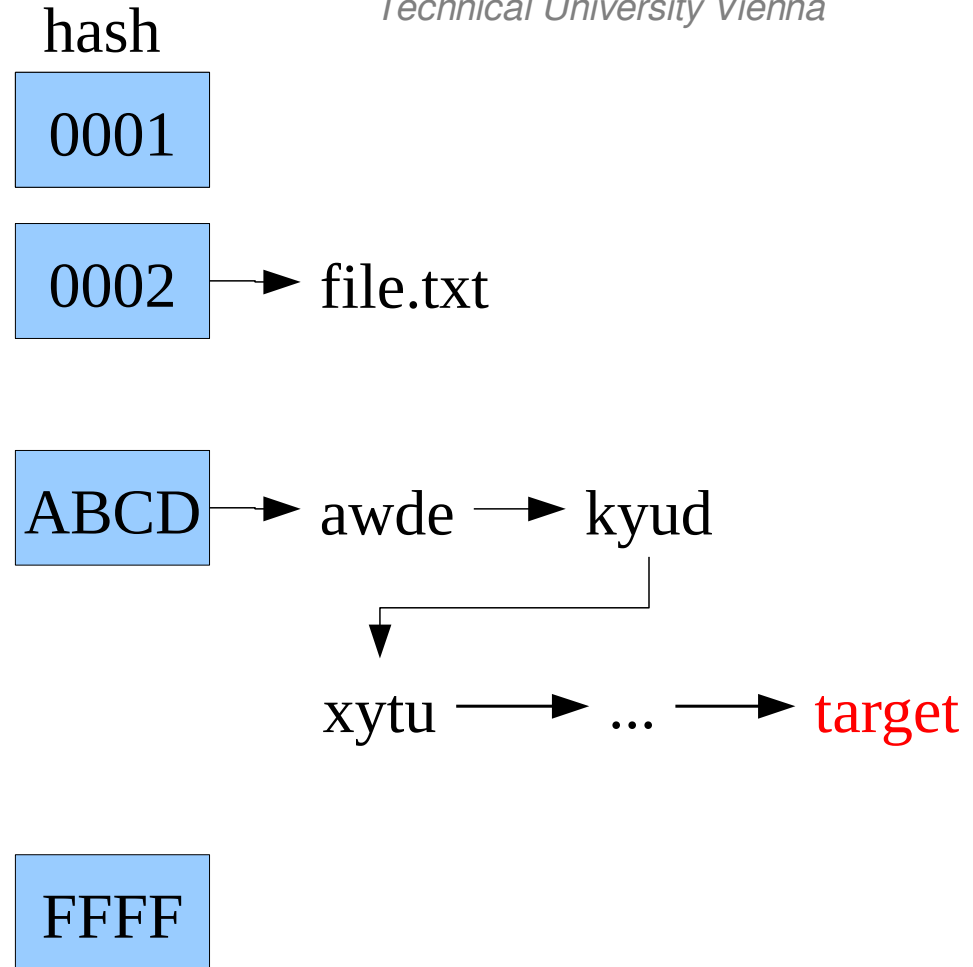 Technical University Vienna
hash
0001
0002 file.txt
ABCD awde kyud
xytu ... target
FFFF